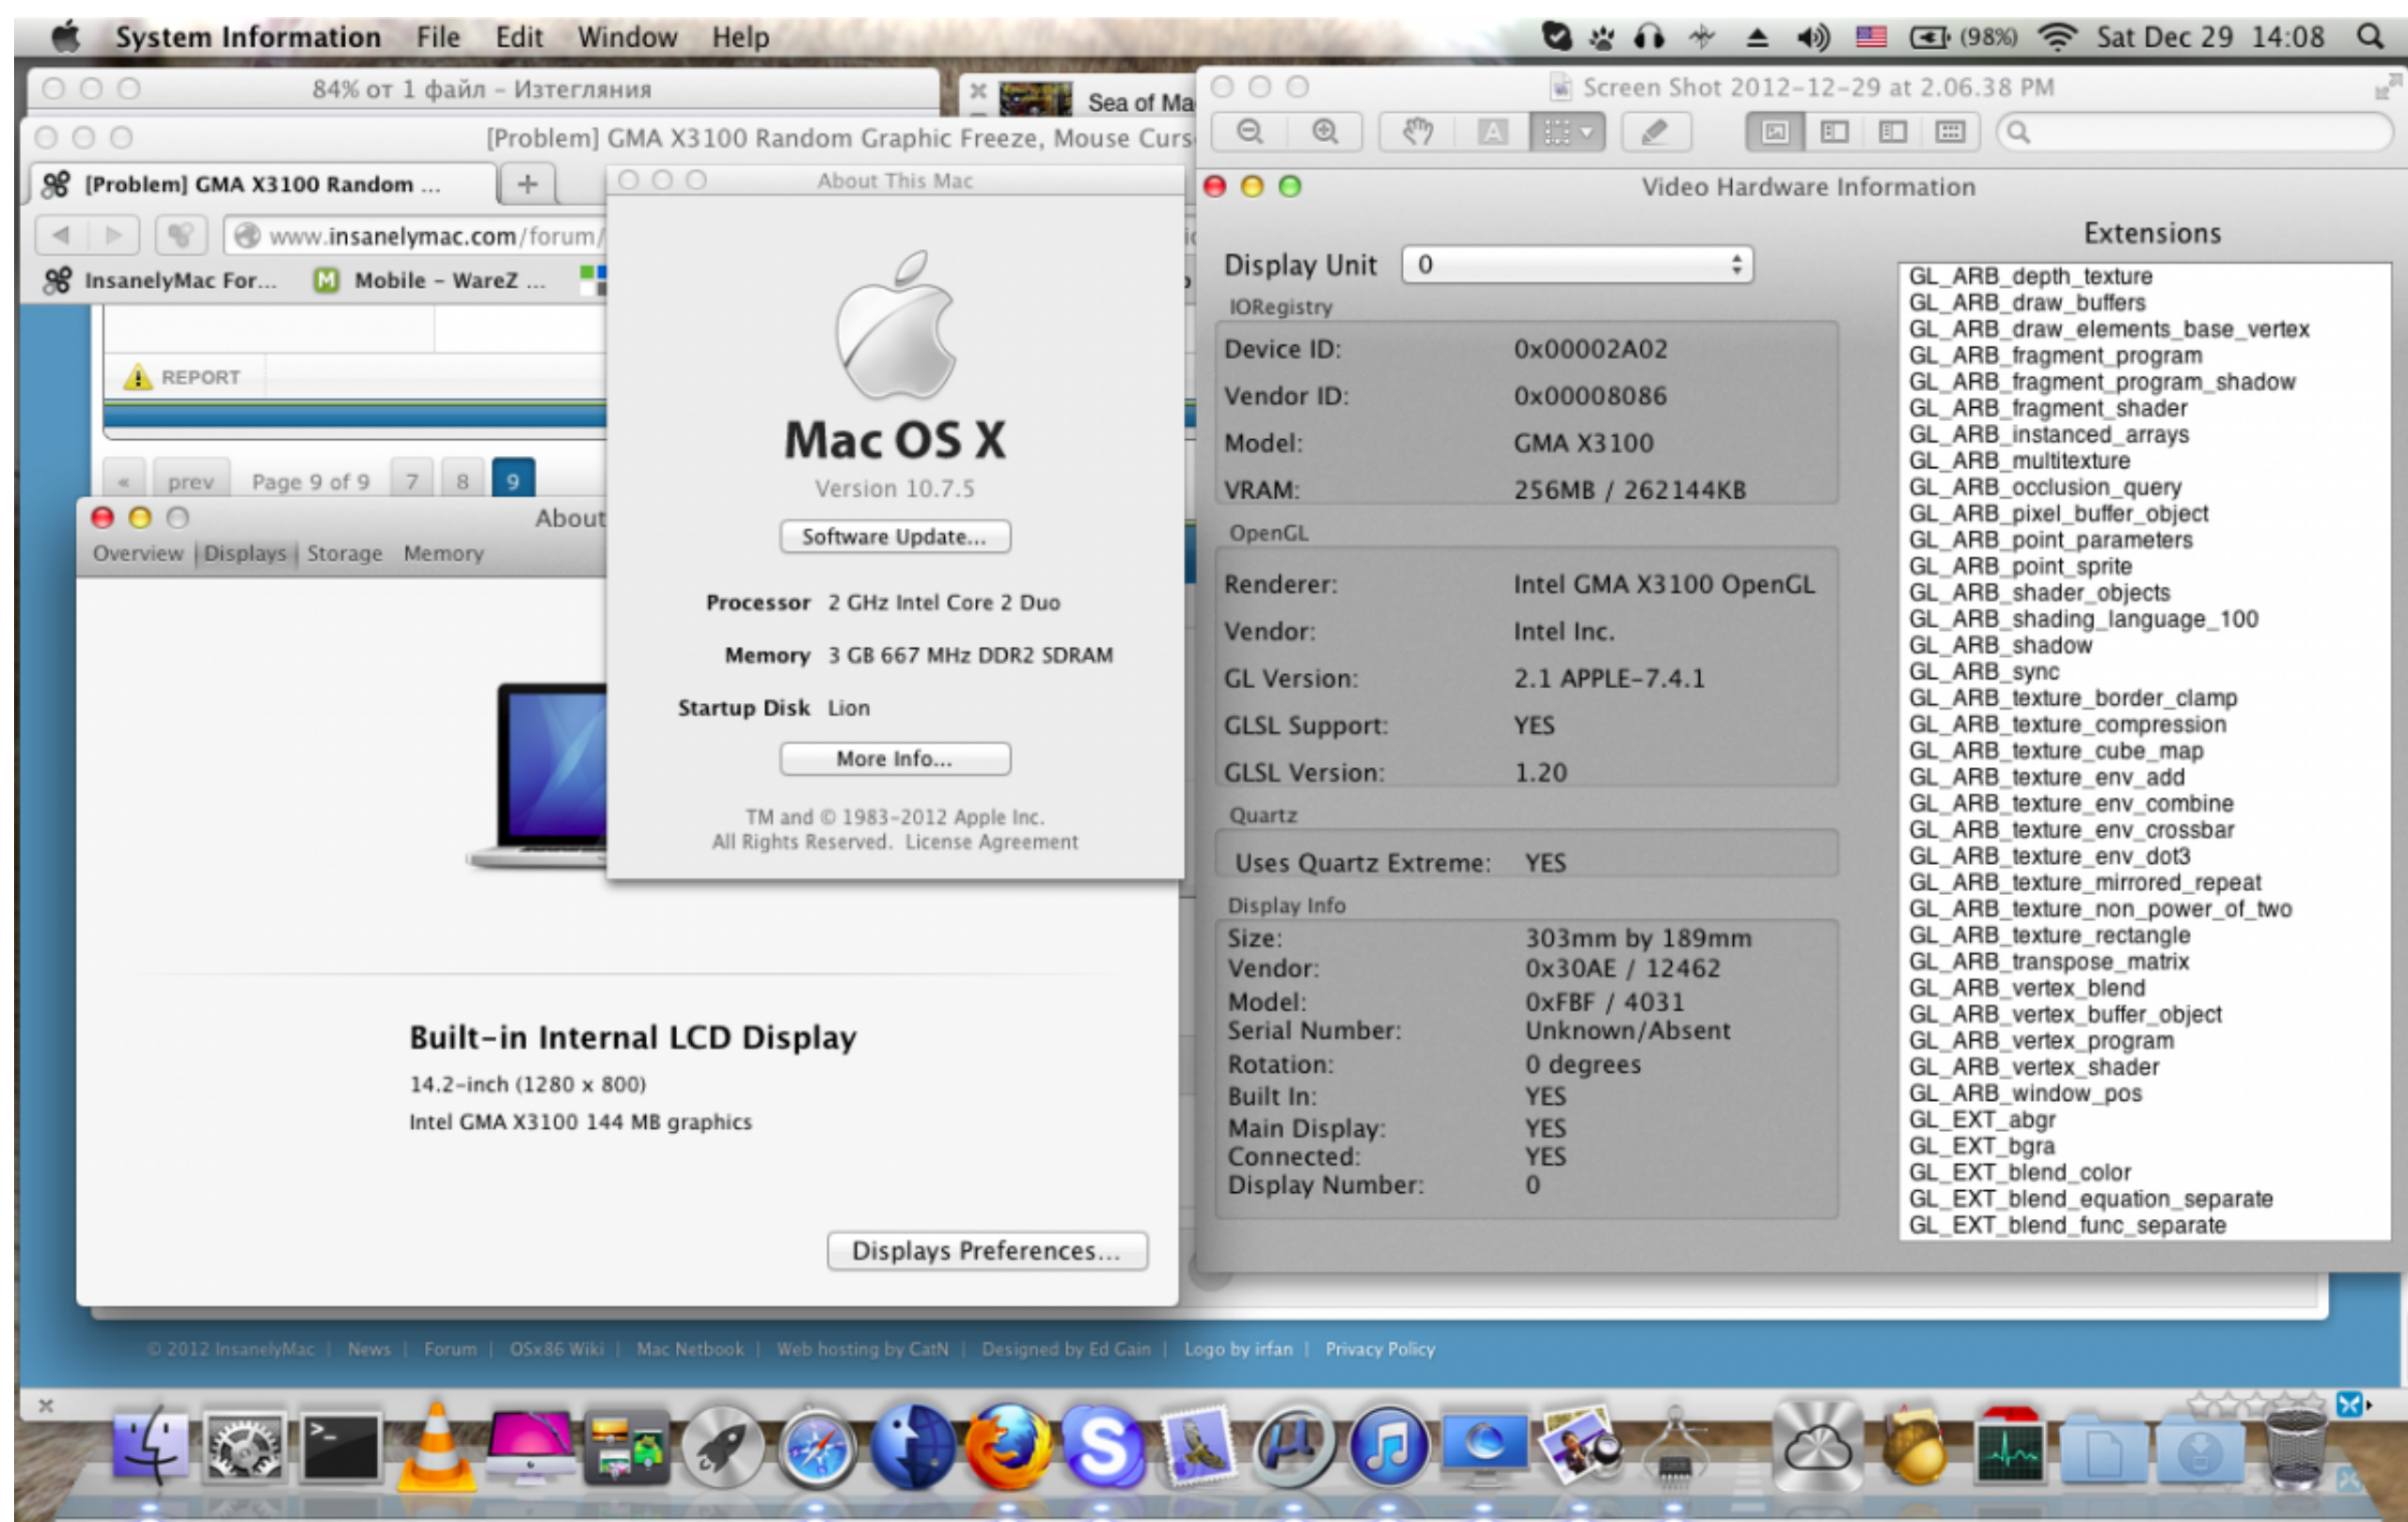 System Information File Edit Window Help (98%) Sat Dec 29 14:08
84% от 1 файл – Изтегляния
Sea of Ma
[Problem] GMA X3100 Random Graphic Freeze, Mouse Curs
[Problem] GMA X3100 Random ...
www.insanelymac.com/forum/
InsanelyMac For... M Mobile – WareZ ...
REPORT
« prev Page 9 of 9 7 8 9
About
Overview Displays Storage Memory
Built-in Internal LCD Display
14.2-inch (1280 x 800)
Intel GMA X3100 144 MB graphics
Displays Preferences...
About This Mac
Mac OS X
Version 10.7.5
Software Update...
Processor 2 GHz Intel Core 2 Duo
Memory 3 GB 667 MHz DDR2 SDRAM
Startup Disk Lion
More Info...
TM and © 1983–2012 Apple Inc.
All Rights Reserved. License Agreement
Screen Shot 2012-12-29 at 2.06.38 PM
A
Video Hardware Information
Display Unit 0
IORegistry
Device ID: 0x00002A02
Vendor ID: 0x00008086
Model: GMA X3100
VRAM: 256MB / 262144KB
OpenGL
Renderer: Intel GMA X3100 OpenGL
Vendor: Intel Inc.
GL Version: 2.1 APPLE-7.4.1
GLSL Support: YES
GLSL Version: 1.20
Quartz
Uses Quartz Extreme: YES
Display Info
Size: 303mm by 189mm
Vendor: 0x30AE / 12462
Model: 0xFBF / 4031
Serial Number: Unknown/Absent
Rotation: 0 degrees
Built In: YES
Main Display: YES
Connected: YES
Display Number: 0
Extensions
GL_ARB_depth_texture
GL_ARB_draw_buffers
GL_ARB_draw_elements_base_vertex
GL_ARB_fragment_program
GL_ARB_fragment_program_shadow
GL_ARB_fragment_shader
GL_ARB_instanced_arrays
GL_ARB_multitexture
GL_ARB_occlusion_query
GL_ARB_pixel_buffer_object
GL_ARB_point_parameters
GL_ARB_point_sprite
GL_ARB_shader_objects
GL_ARB_shading_language_100
GL_ARB_shadow
GL_ARB_sync
GL_ARB_texture_border_clamp
GL_ARB_texture_compression
GL_ARB_texture_cube_map
GL_ARB_texture_env_add
GL_ARB_texture_env_combine
GL_ARB_texture_env_crossbar
GL_ARB_texture_env_dot3
GL_ARB_texture_mirrored_repeat
GL_ARB_texture_non_power_of_two
GL_ARB_texture_rectangle
GL_ARB_transpose_matrix
GL_ARB_vertex_blend
GL_ARB_vertex_buffer_object
GL_ARB_vertex_program
GL_ARB_vertex_shader
GL_ARB_window_pos
GL_EXT_abgr
GL_EXT_bgra
GL_EXT_blend_color
GL_EXT_blend_equation_separate
GL_EXT_blend_func_separate
© 2012 InsanelyMac | News | Forum | OSx86 Wiki | Mac Netbook | Web hosting by CatN | Designed by Ed Gain | Logo by irfan | Privacy Policy